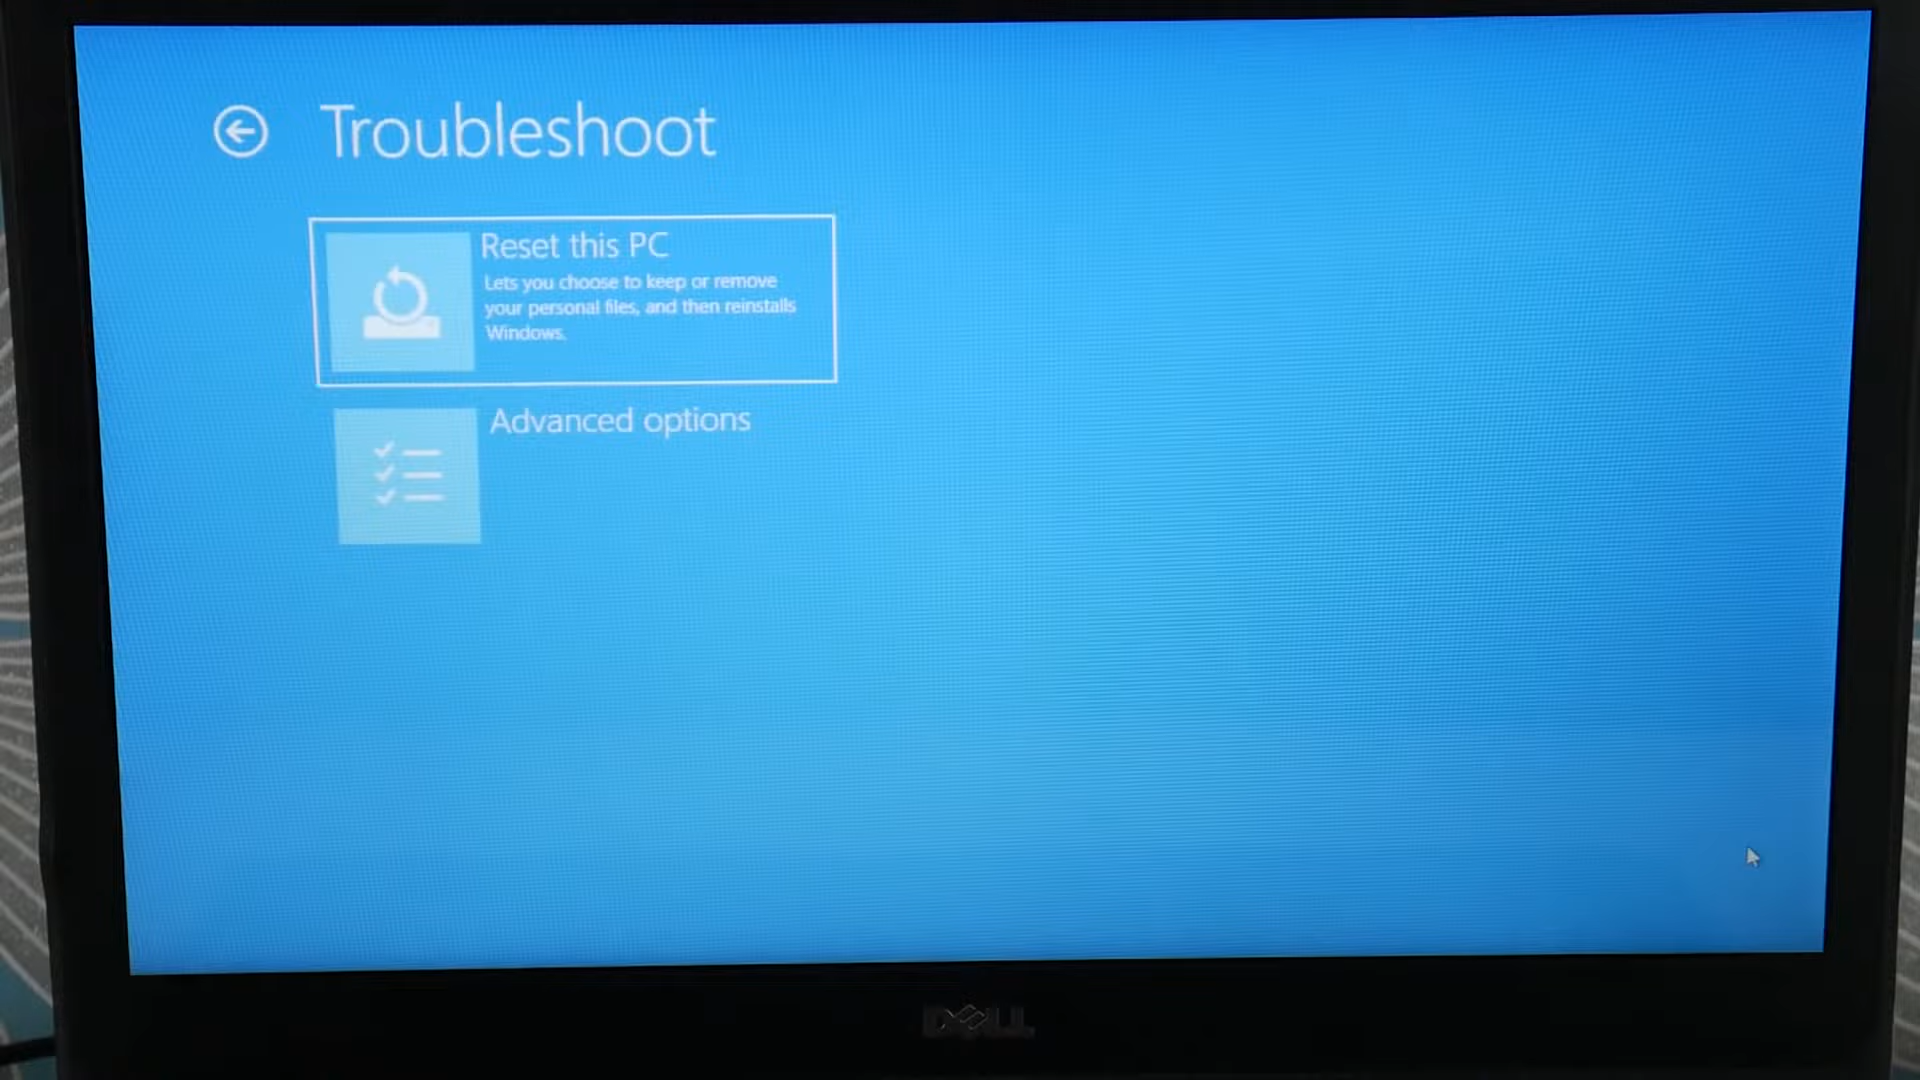 Troubleshoot
Reset this PC
Lets you choose to keep or remove
your personal files, and then reinstalls
Windows.
Advanced options
DELL